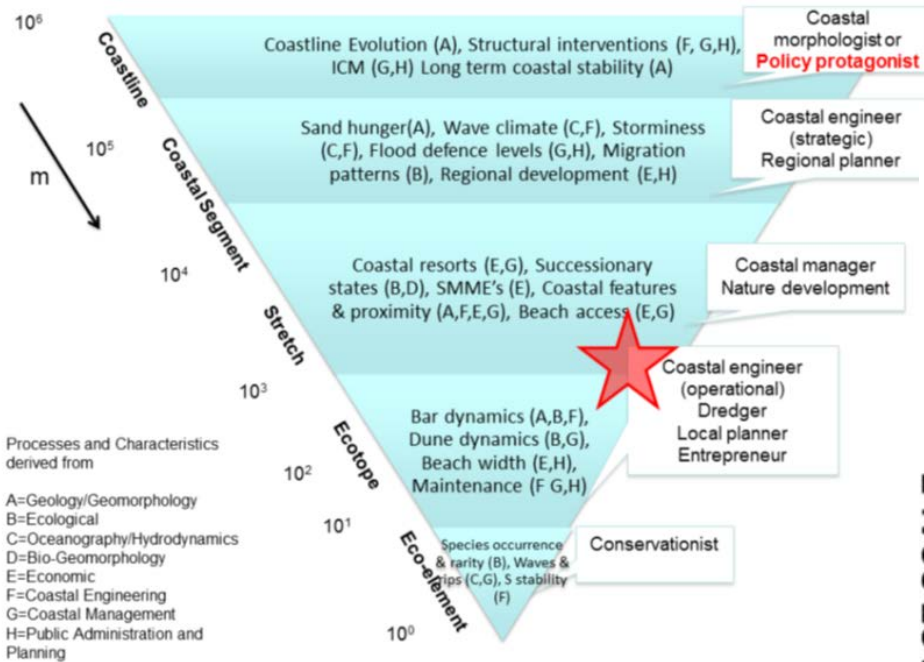 10⁶
Coastline
Coastline Evolution (A), Structural interventions (F, G,H),
ICM (G,H) Long term coastal stability (A)
Coastal
morphologist or
Policy protagonist
m
10⁵
Coastal Segment
Sand hunger(A), Wave climate (C,F), Storminess
(C,F), Flood defence levels (G,H), Migration
patterns (B), Regional development (E,H)
Coastal engineer
(strategic)
Regional planner
10⁴
Stretch
Coastal resorts (E,G), Successionary
states (B,D), SMME's (E), Coastal features
& proximity (A,F,E,G), Beach access (E,G)
Coastal manager
Nature development
10³
Ecotope
Bar dynamics (A,B,F),
Dune dynamics (B,G),
Beach width (E,H),
Maintenance (F G,H)
Coastal engineer
(operational)
Dredger
Local planner
Entrepreneur
10²
10¹
Eco-element
Species occurrence
& rarity (B), Waves &
rips (C,G), S stability
(F)
Conservationist
10⁰
Processes and Characteristics
derived from
A=Geology/Geomorphology
B=Ecological
C=Oceanography/Hydrodynamics
D=Bio-Geomorphology
E=Economic
F=Coastal Engineering
G=Coastal Management
H=Public Administration and
Planning